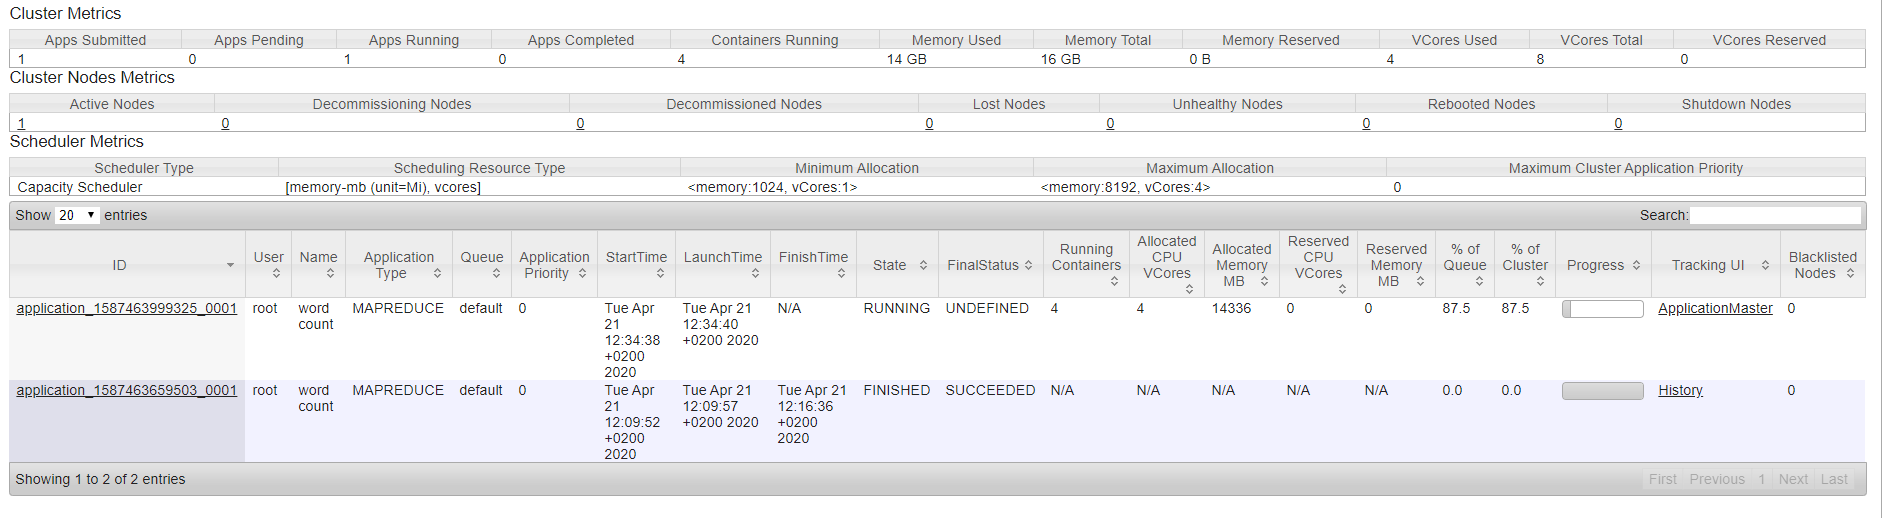 Cluster Metrics
Apps Submitted Apps Pending Apps Running Apps Completed Containers Running Memory Used Memory Total Memory Reserved VCores Used VCores Total VCores Reserved
1 0 1 0 4 14 GB 16 GB 0 B 4 8 0
Cluster Nodes Metrics
Active Nodes Decommissioning Nodes Decommissioned Nodes Lost Nodes Unhealthy Nodes Rebooted Nodes Shutdown Nodes
1 0 0 0 0 0 0
Scheduler Metrics
Scheduler Type Scheduling Resource Type Minimum Allocation Maximum Allocation Maximum Cluster Application Priority
Capacity Scheduler [memory-mb (unit=Mi), vcores] <memory:1024, vCores:1> <memory:8192, vCores:4> 0
Show 20 entries Search:
ID User Name Application Type Queue Application Priority StartTime LaunchTime FinishTime State FinalStatus Running Containers Allocated CPU VCores Allocated Memory MB Reserved CPU VCores Reserved Memory MB % of Queue % of Cluster Progress Tracking UI Blacklisted Nodes
application_1587463999325_0001 root word count MAPREDUCE default 0 Tue Apr 21 12:34:38 +0200 2020 Tue Apr 21 12:34:40 +0200 2020 N/A RUNNING UNDEFINED 4 4 14336 0 0 87.5 87.5 ApplicationMaster 0
application_1587463659503_0001 root word count MAPREDUCE default 0 Tue Apr 21 12:09:52 +0200 2020 Tue Apr 21 12:09:57 +0200 2020 Tue Apr 21 12:16:36 +0200 2020 FINISHED SUCCEEDED N/A N/A N/A N/A N/A 0.0 0.0 History 0
Showing 1 to 2 of 2 entries First Previous 1 Next Last